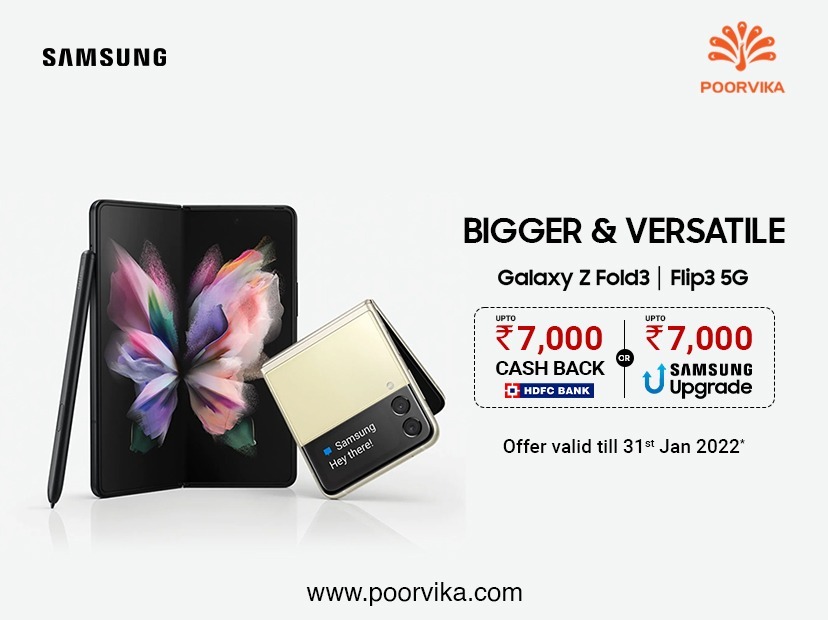 SAMSUNG
POORVIKA
BIGGER & VERSATILE
Galaxy Z Fold3 | Flip3 5G
UPTO
₹7,000
CASH BACK
HDFC BANK
OR
UPTO
₹7,000
SAMSUNG
Upgrade
Samsung
Hey there!
Offer valid till 31st Jan 2022*
www.poorvika.com